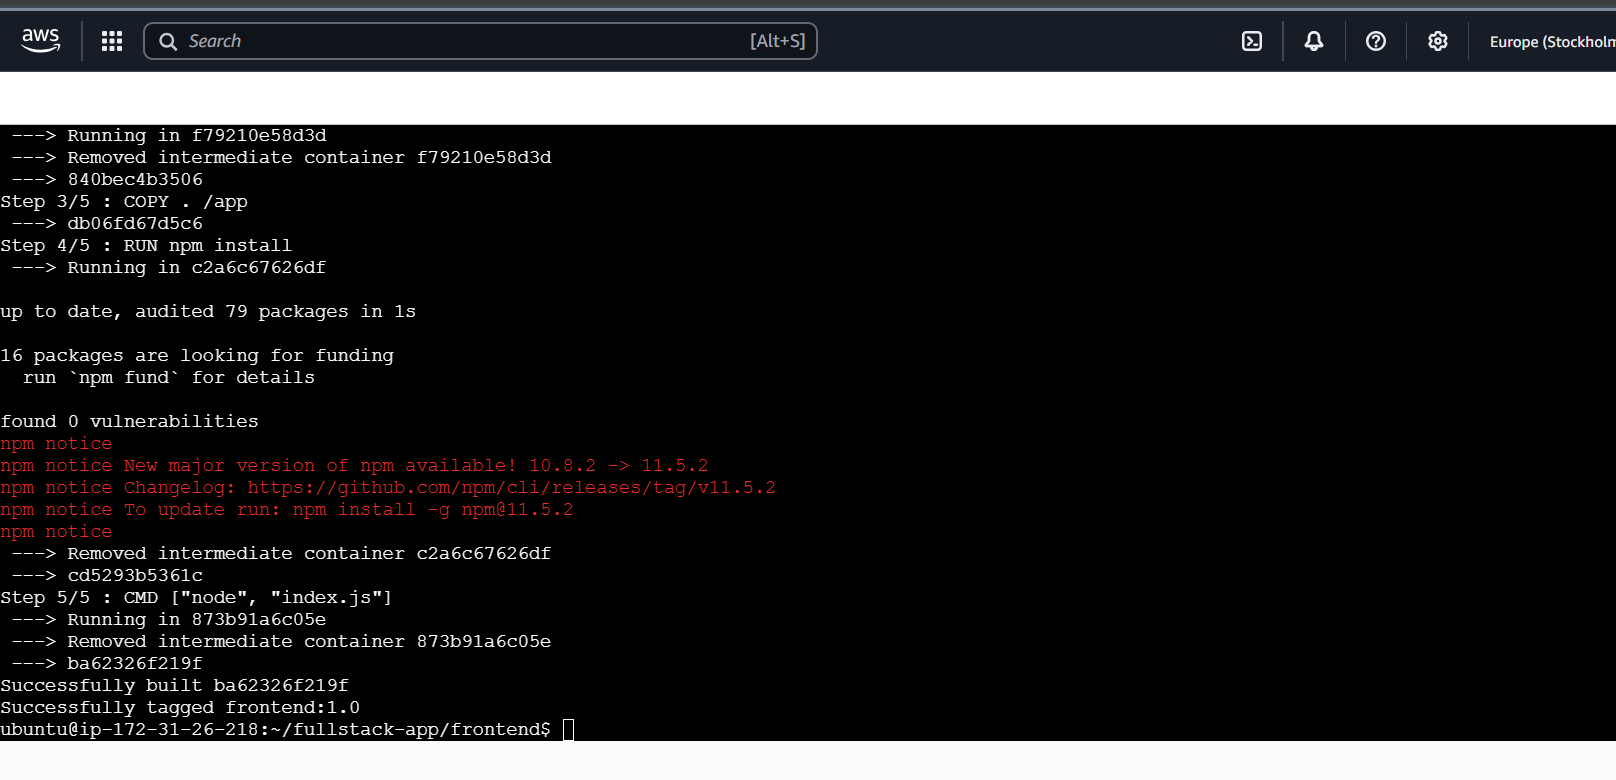 aws
Search [Alt+S]
Europe (Stockholm
---> Running in f79210e58d3d
---> Removed intermediate container f79210e58d3d
---> 840bec4b3506
Step 3/5 : COPY . /app
---> db06fd67d5c6
Step 4/5 : RUN npm install
---> Running in c2a6c67626df
up to date, audited 79 packages in 1s
16 packages are looking for funding
run `npm fund` for details
found 0 vulnerabilities
npm notice
npm notice New major version of npm available! 10.8.2 -> 11.5.2
npm notice Changelog: https://github.com/npm/cli/releases/tag/v11.5.2
npm notice To update run: npm install -g npm@11.5.2
npm notice
---> Removed intermediate container c2a6c67626df
---> cd5293b5361c
Step 5/5 : CMD ["node", "index.js"]
---> Running in 873b91a6c05e
---> Removed intermediate container 873b91a6c05e
---> ba62326f219f
Successfully built ba62326f219f
Successfully tagged frontend:1.0
ubuntu@ip-172-31-26-218:~/fullstack-app/frontend$